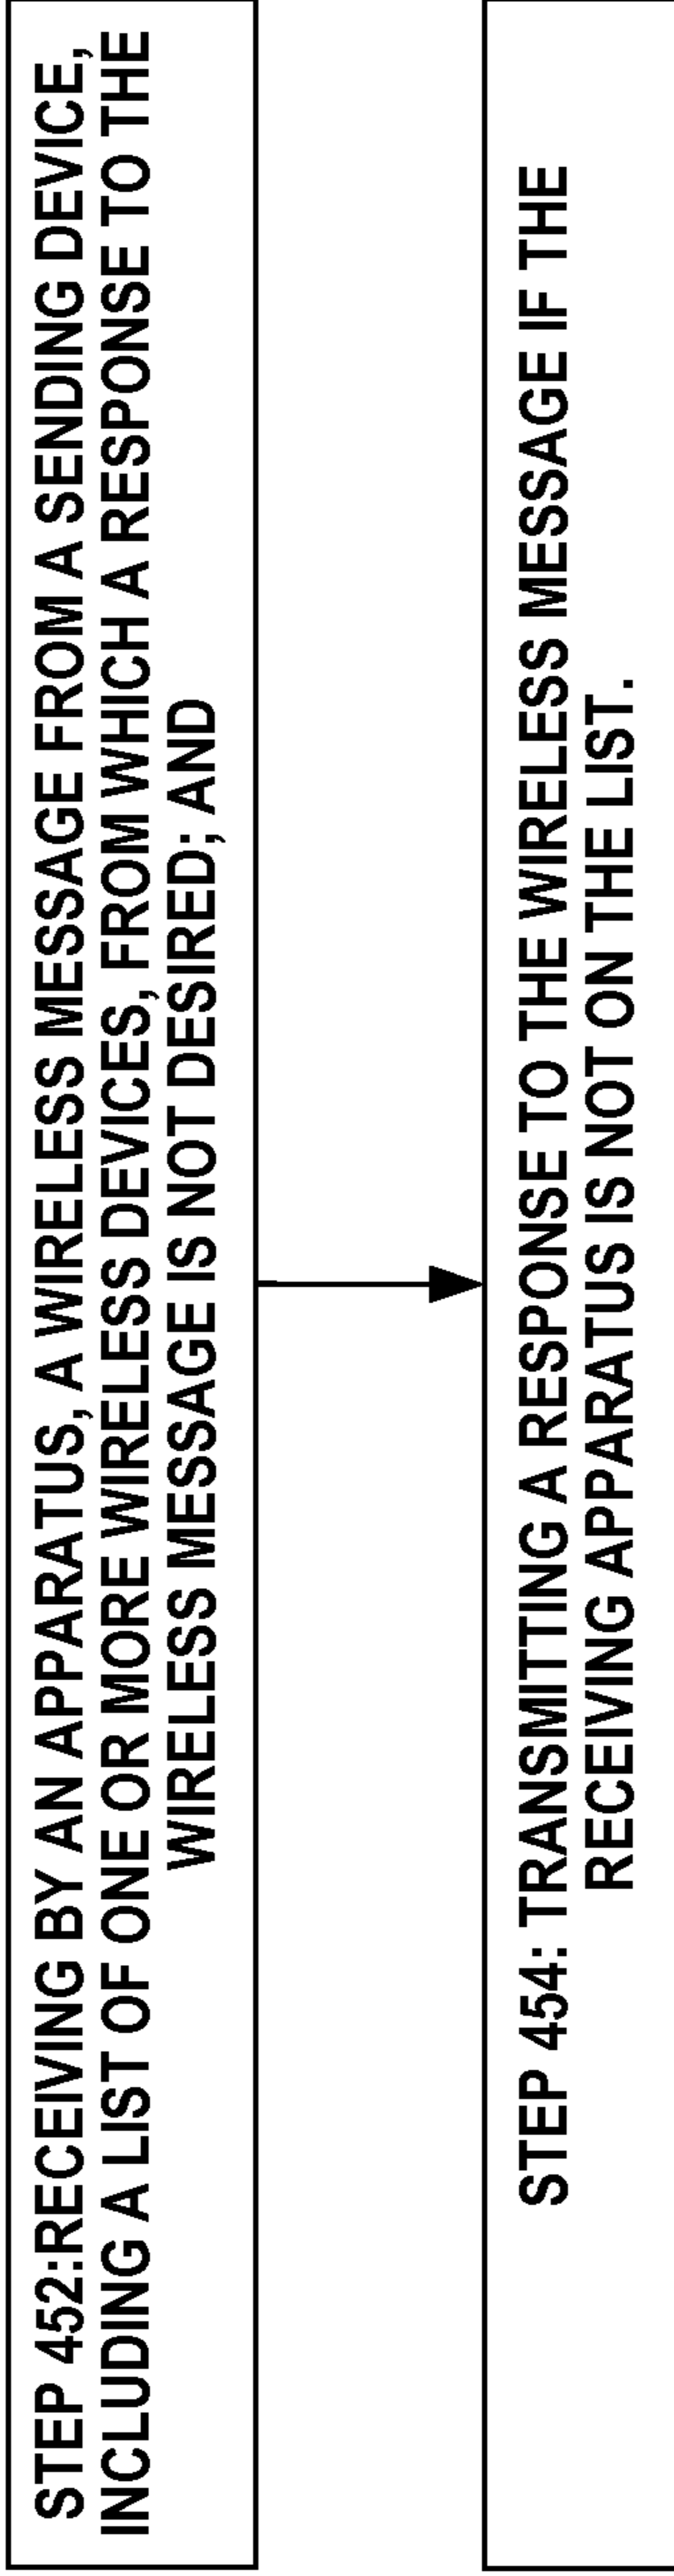 STEP 452:RECEIVING BY AN APPARATUS, A WIRELESS MESSAGE FROM A SENDING DEVICE,
INCLUDING A LIST OF ONE OR MORE WIRELESS DEVICES, FROM WHICH A RESPONSE TO THE
WIRELESS MESSAGE IS NOT DESIRED; AND
STEP 454: TRANSMITTING A RESPONSE TO THE WIRELESS MESSAGE IF THE
RECEIVING APPARATUS IS NOT ON THE LIST.